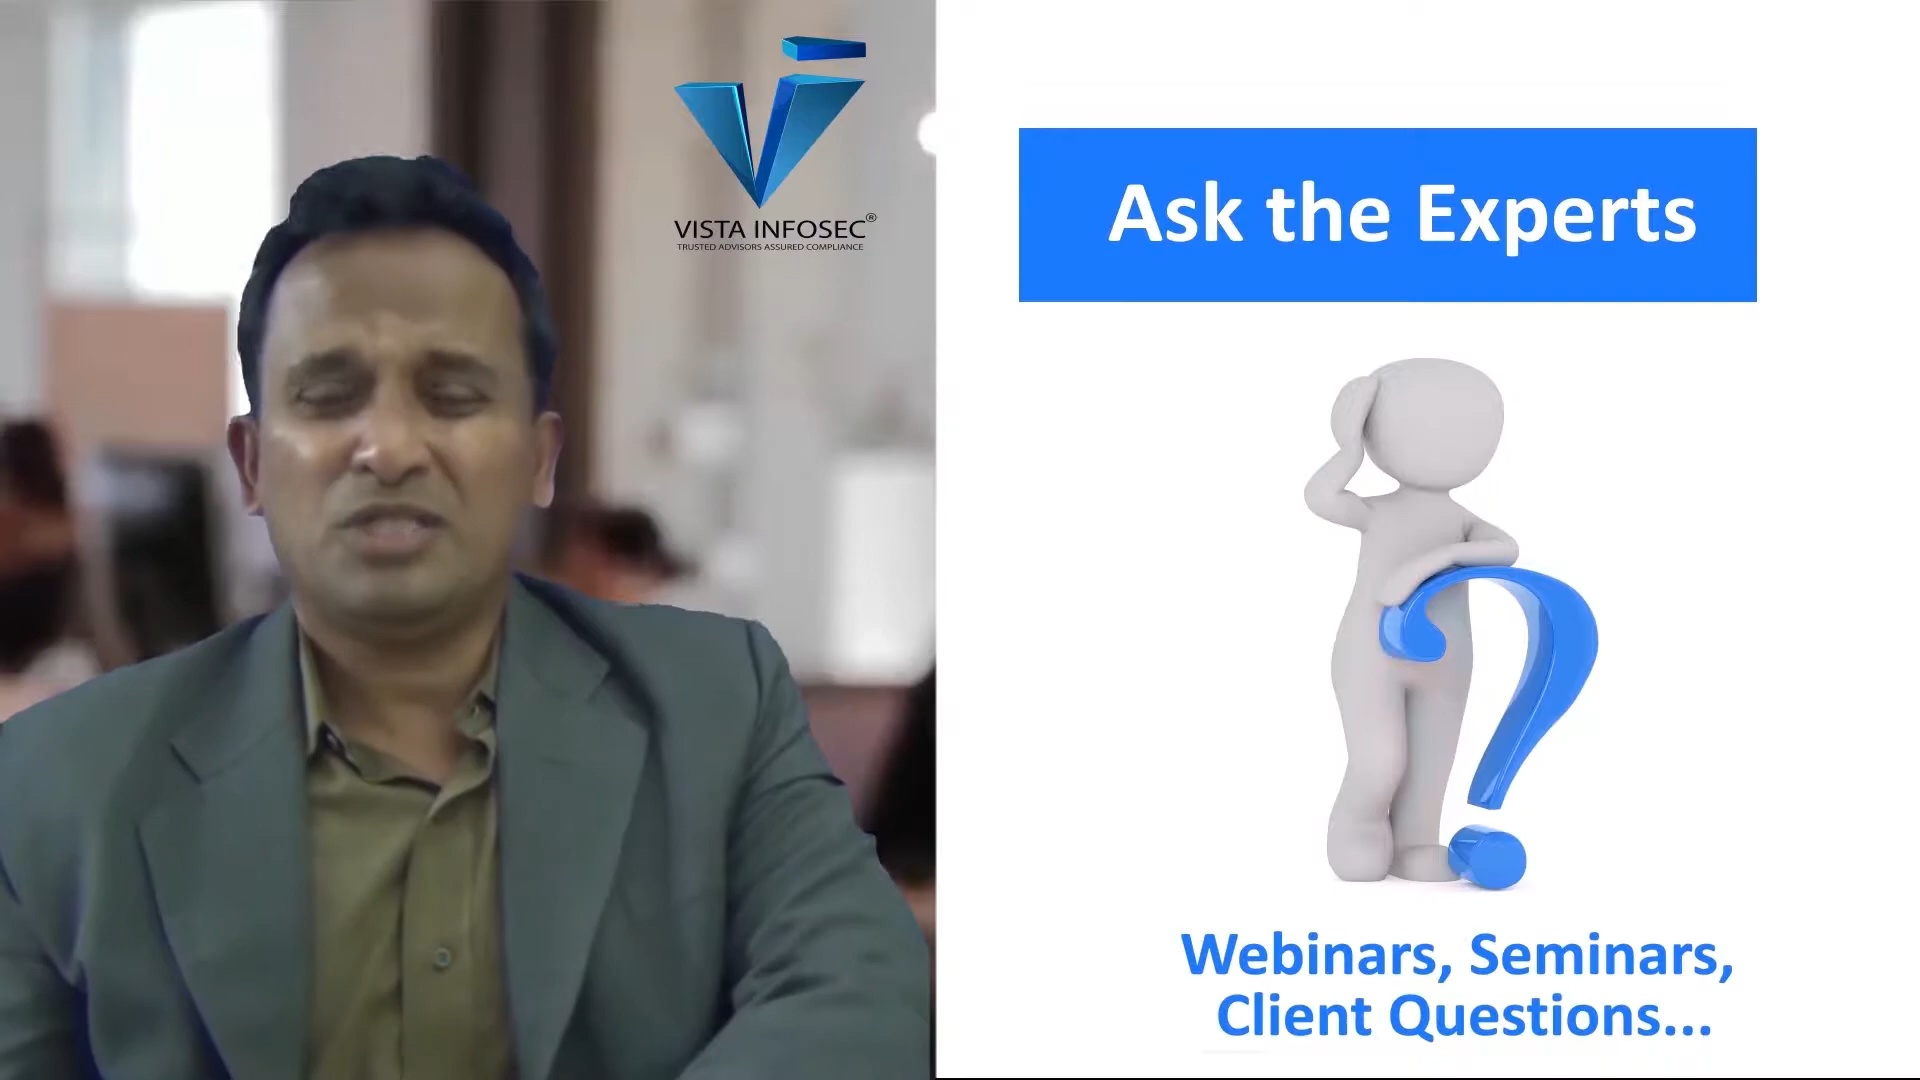 VISTA INFOSEC®
TRUSTED ADVISORS ASSURED COMPLIANCE
Ask the Experts
Webinars, Seminars,
Client Questions...